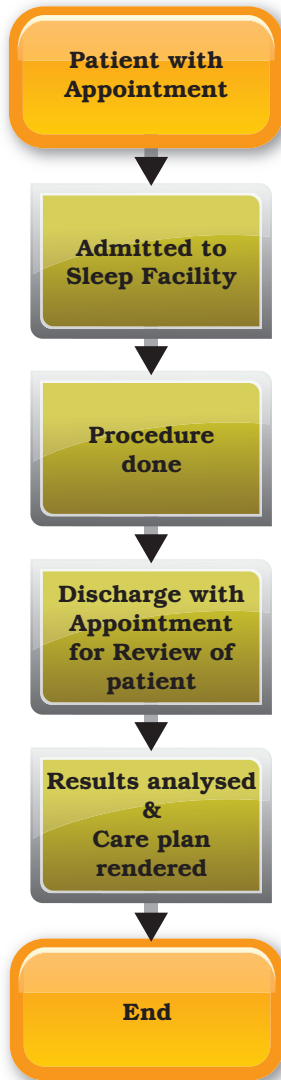 Patient with
Appointment
Admitted to
Sleep Facility
Procedure
done
Discharge with
Appointment
for Review of
patient
Results analysed
&
Care plan
rendered
End